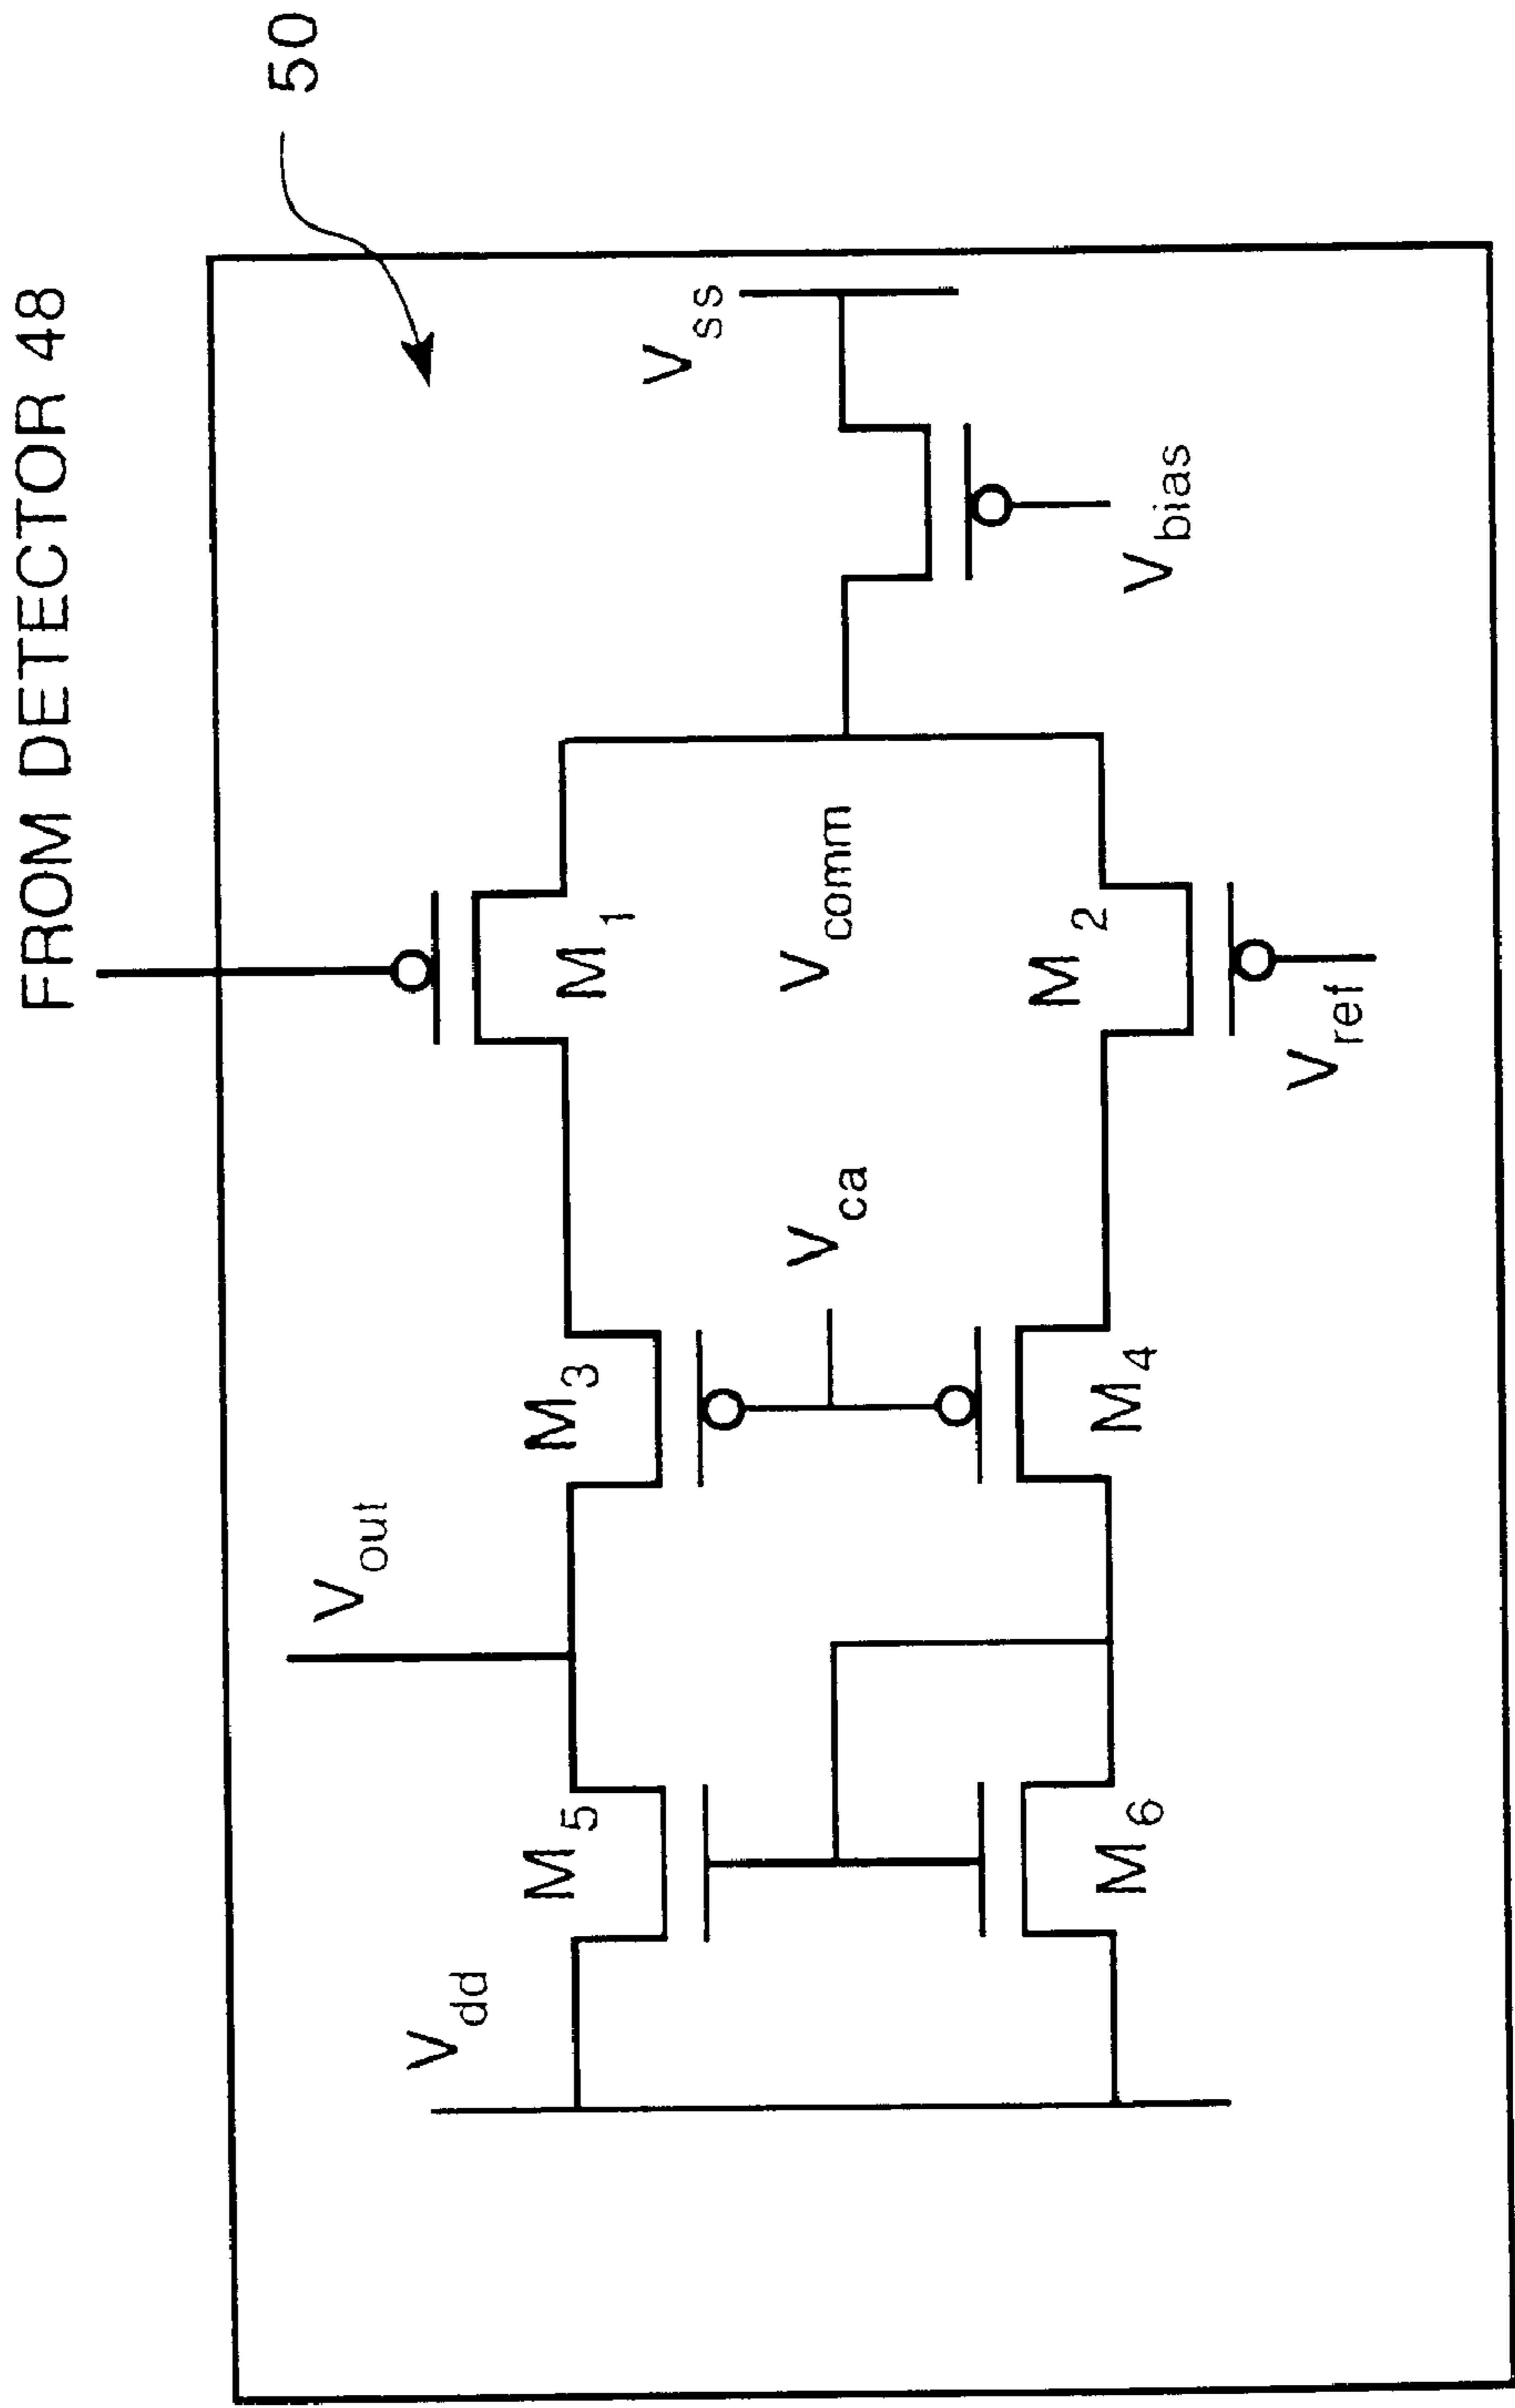 FROM DETECTOR 48
50
Vss
Vbias
M1
Vcomm
M2
Vref
Vca
M3
M4
Vout
M5
M6
Vdd